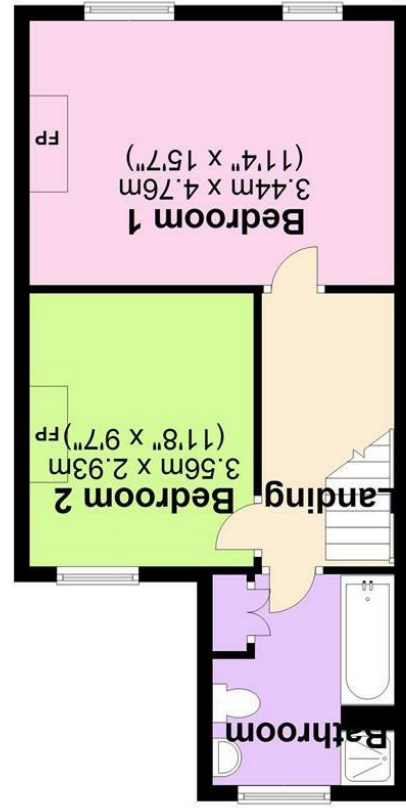 Bathroom
Landing
Bedroom 2
3.56m x 2.93m
(11'8" x 9'7")
FP
Bedroom 1
3.44m x 4.76m
(11'4" x 15'7")
FP